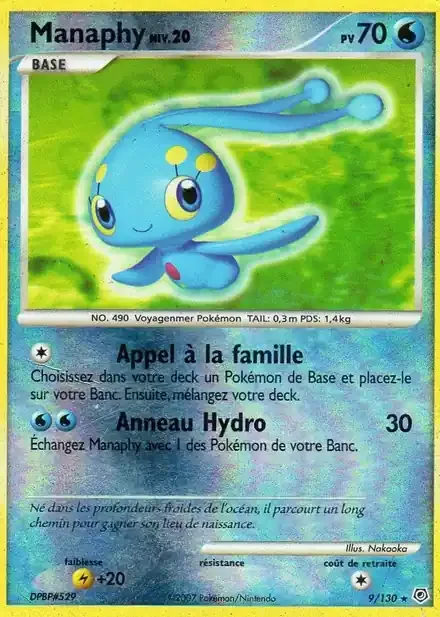 Manaphy NIV.20 PV 70
BASE
NO. 490 Voyagenmer Pokémon TAIL: 0,3 m PDS: 1,4kg
Appel à la famille
Choisissez dans votre deck un Pokémon de Base et placez-le
sur votre Banc. Ensuite, mélangez votre deck.
Anneau Hydro 30
Échangez Manaphy avec 1 des Pokémon de votre Banc.
Né dans les profondeurs froides de l'océan, il parcourt un long
chemin pour gagner son lieu de naissance.
Illus. Nakaoka
faiblesse résistance coût de retraite
+20
DPBP#529 ©2007 Pokémon/Nintendo 9/130 ★